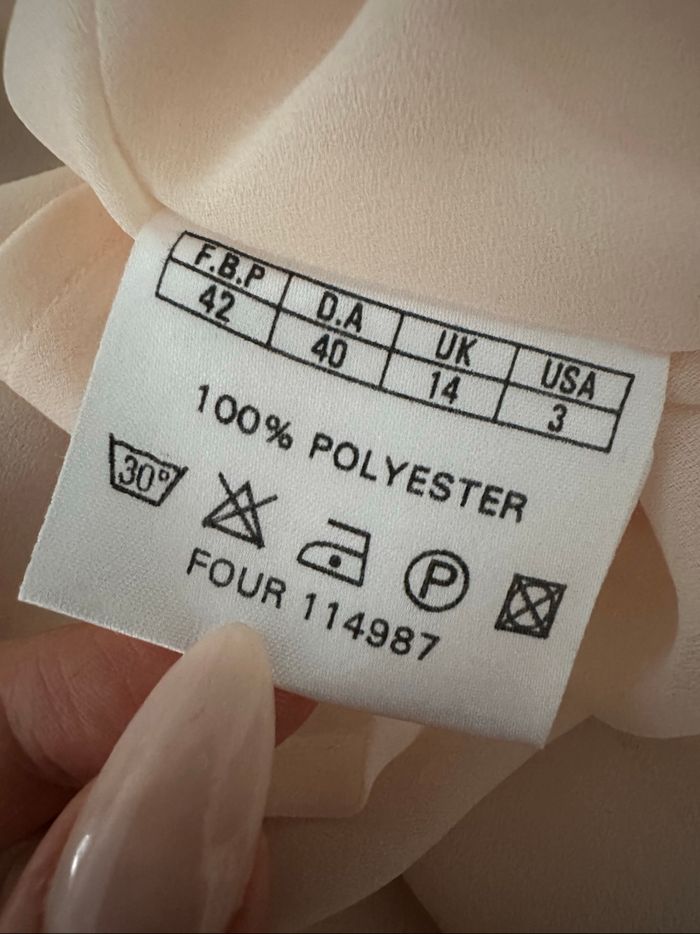 F.B.P D.A UK USA
42 40 14 3
100% POLYESTER
30° P
FOUR 114987